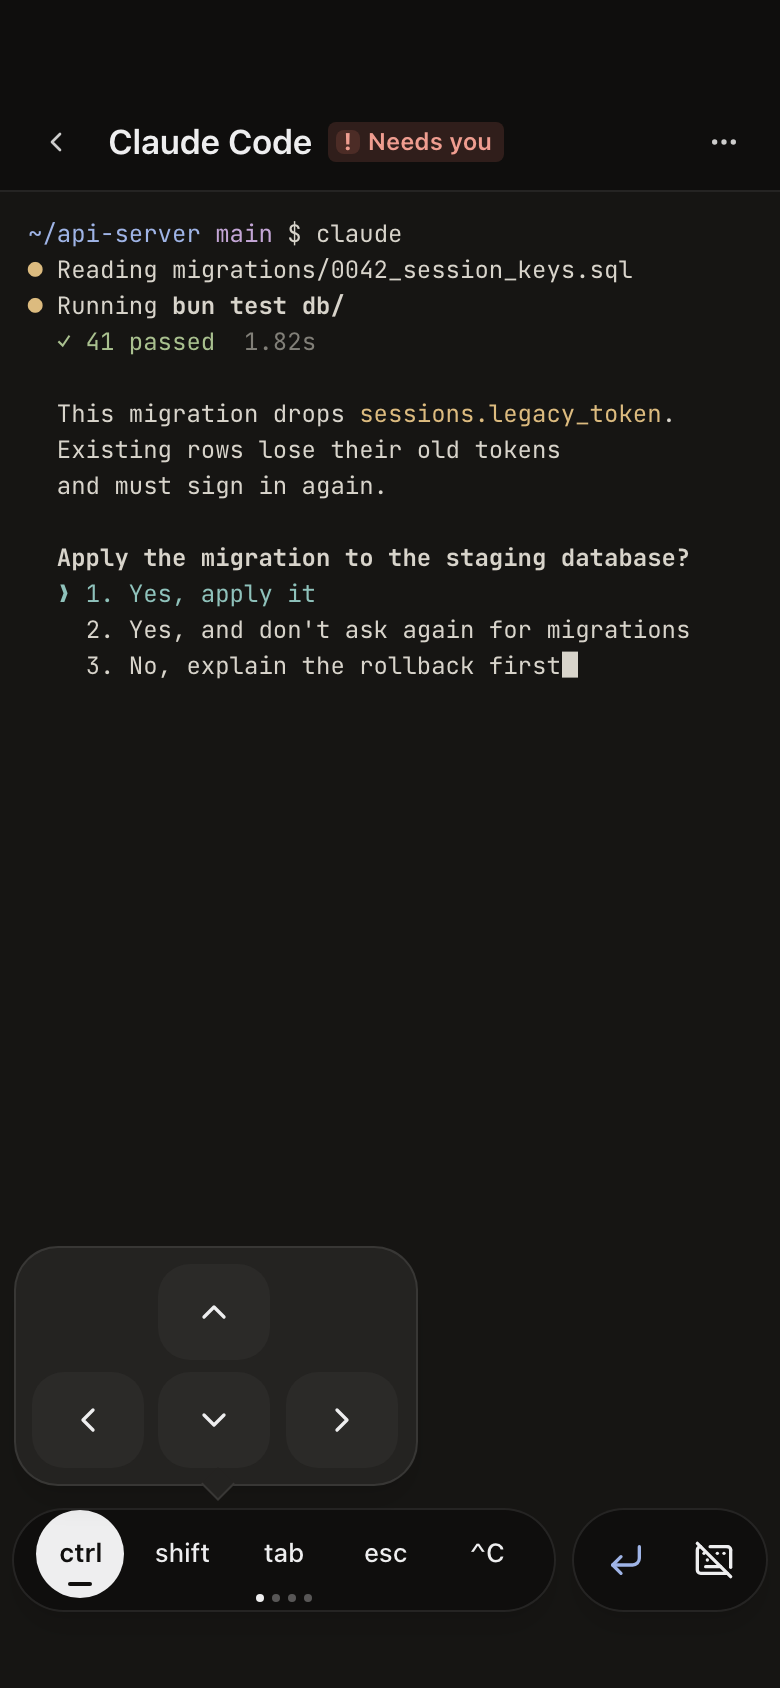 Claude Code ! Needs you
~/api-server main $ claude
● Reading migrations/0042_session_keys.sql
● Running bun test db/
✓ 41 passed 1.82s
This migration drops sessions.legacy_token.
Existing rows lose their old tokens
and must sign in again.
Apply the migration to the staging database?
❯ 1. Yes, apply it
2. Yes, and don't ask again for migrations
3. No, explain the rollback first
ctrl shift tab esc ^C